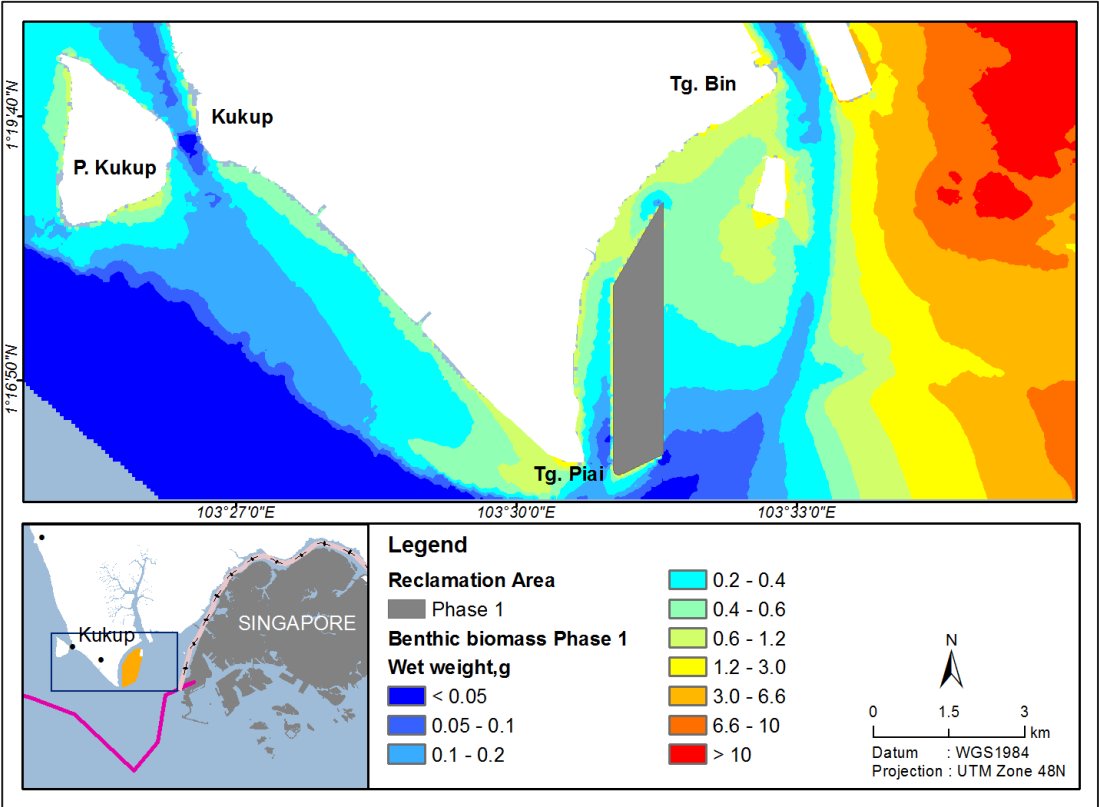 Tg. Bin
Kukup
P. Kukup
Tg. Piai
1°19'40"N
1°16'50"N
103°27'0"E
103°30'0"E
103°33'0"E
Kukup
SINGAPORE
Legend
Reclamation Area
Phase 1
Benthic biomass Phase 1
Wet weight,g
< 0.05
0.05 - 0.1
0.1 - 0.2
0.2 - 0.4
0.4 - 0.6
0.6 - 1.2
1.2 - 3.0
3.0 - 6.6
6.6 - 10
> 10
N
0 1.5 3
km
Datum : WGS1984
Projection : UTM Zone 48N